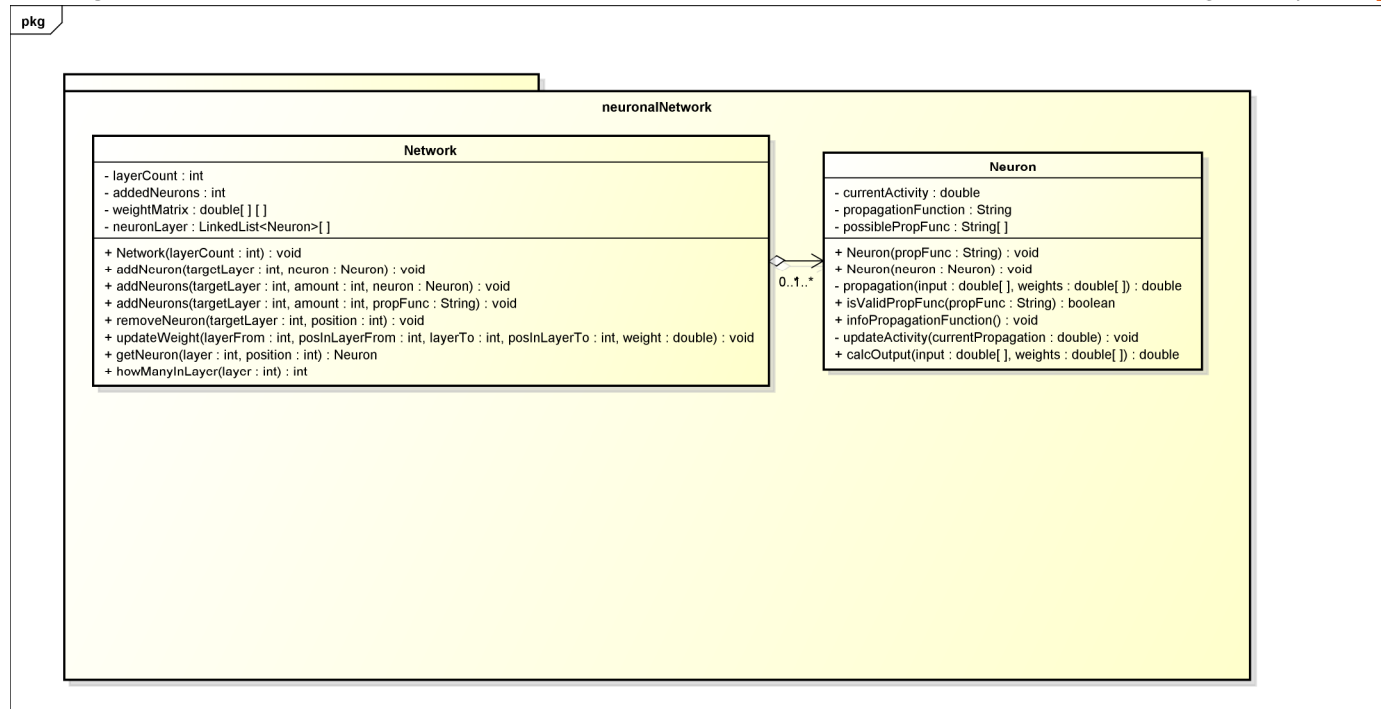 pkg
neuronalNetwork
Network
- layerCount : int
- addedNeurons : int
- weightMatrix : double[ ] [ ]
- neuronLayer : LinkedList<Neuron>[ ]
+ Network(layerCount : int) : void
+ addNeuron(targetLayer : int, neuron : Neuron) : void
+ addNeurons(targetLayer : int, amount : int, neuron : Neuron) : void
+ addNeurons(targetLayer : int, amount : int, propFunc : String) : void
+ removeNeuron(targetLayer : int, position : int) : void
+ updateWeight(layerFrom : int, posInLayerFrom : int, layerTo : int, posInLayerTo : int, weight : double) : void
+ getNeuron(layer : int, position : int) : Neuron
+ howManyInLayer(layer : int) : int
Neuron
- currentActivity : double
- propagationFunction : String
- possiblePropFunc : String[ ]
+ Neuron(propFunc : String) : void
+ Neuron(neuron : Neuron) : void
- propagation(input : double[ ], weights : double[ ]) : double
+ isValidPropFunc(propFunc : String) : boolean
+ infoPropagationFunction() : void
- updateActivity(currentPropagation : double) : void
+ calcOutput(input : double[ ], weights : double[ ]) : double